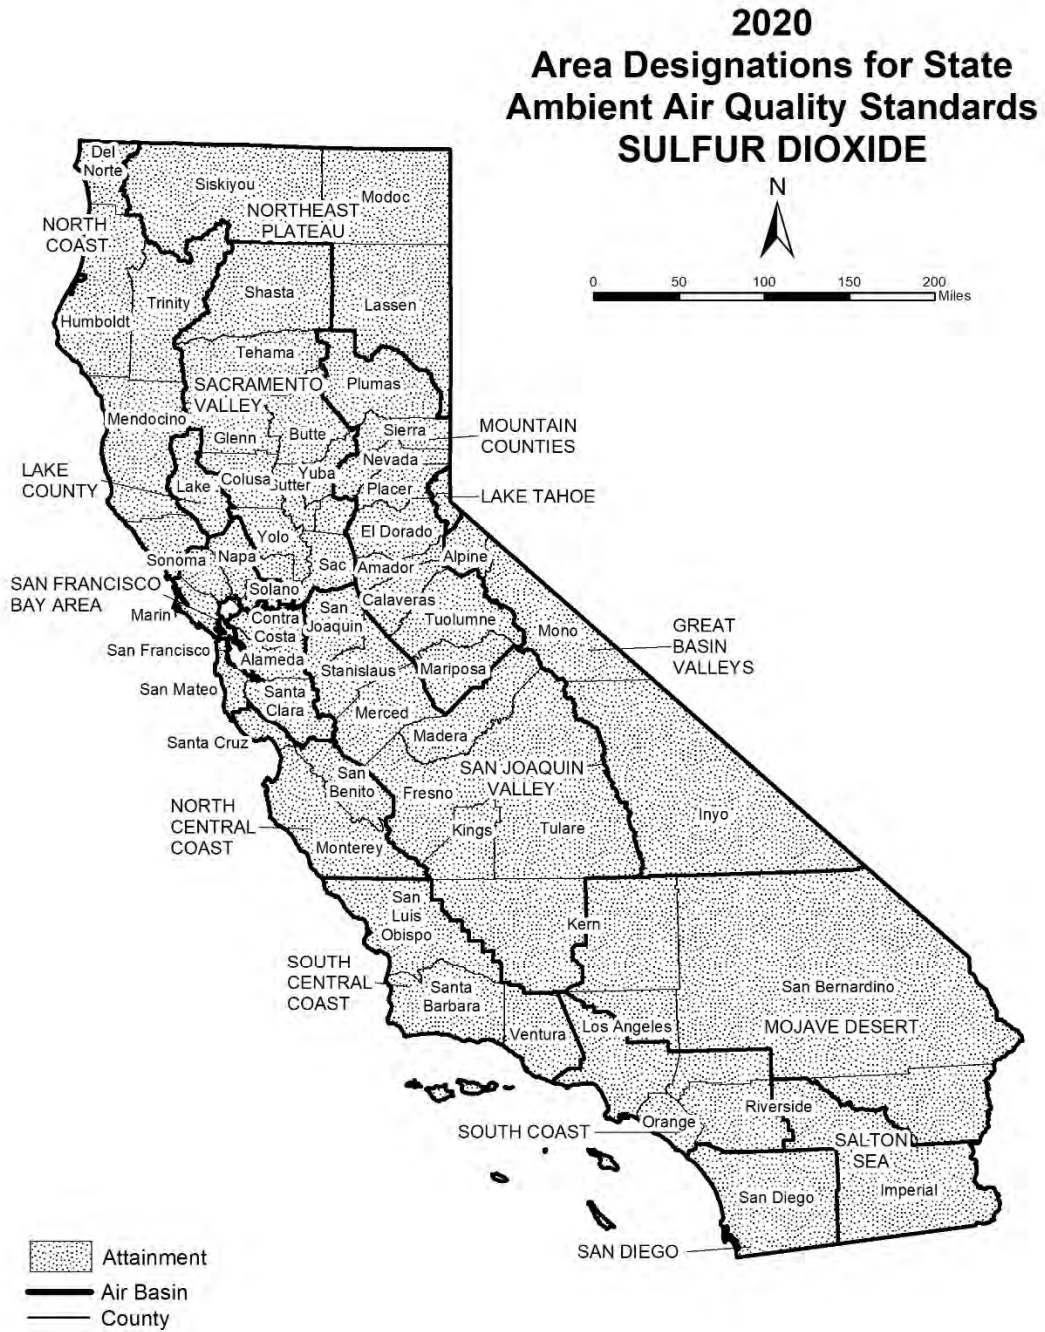 2020
Area Designations for State
Ambient Air Quality Standards
SULFUR DIOXIDE
N
0 50 100 150 200
Miles
Del
Norte
Siskiyou
Modoc
NORTHEAST
PLATEAU
NORTH
COAST
Shasta
Trinity
Lassen
Humboldt
Tehama
Plumas
SACRAMENTO
VALLEY
Mendocino
Glenn
Butte
Sierra
MOUNTAIN
COUNTIES
Nevada
LAKE
COUNTY
Lake
Colusa
Yuba
Placer
LAKE TAHOE
El Dorado
Yolo
Sonoma
Napa
Sac
Amador
Alpine
SAN FRANCISCO
BAY AREA
Solano
Marin
San
Joaquin
Calaveras
Contra
Costa
Tuolumne
Mono
GREAT
BASIN
VALLEYS
San Francisco
Alameda
Stanislaus
Mariposa
San Mateo
Santa
Clara
Merced
Santa Cruz
Madera
San
Benito
SAN JOAQUIN
VALLEY
Fresno
NORTH
CENTRAL
COAST
Monterey
Kings
Tulare
Inyo
San
Luis
Obispo
Kern
SOUTH
CENTRAL
COAST
Santa
Barbara
San Bernardino
Ventura
Los Angeles
MOJAVE DESERT
Riverside
Orange
SOUTH COAST
SALTON
SEA
San Diego
Imperial
SAN DIEGO
Attainment
Air Basin
County